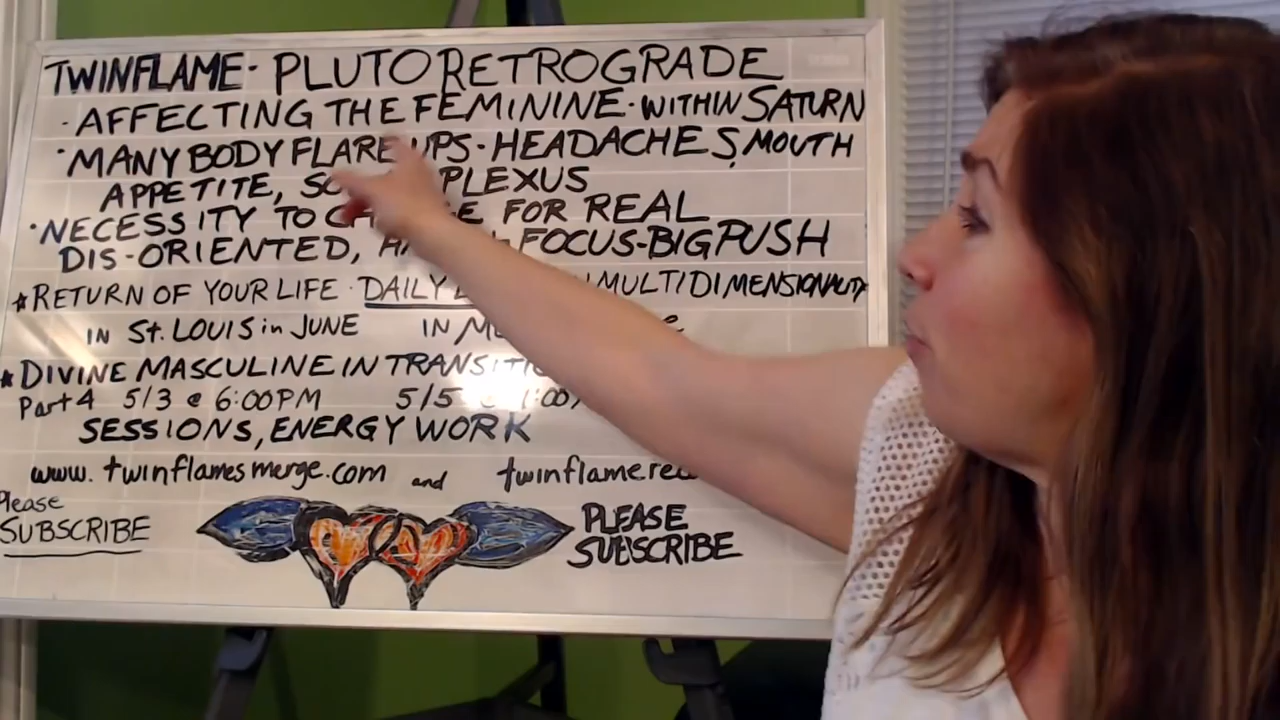 TWINFLAME- PLUTO RETROGRADE
· AFFECTING THE FEMININE · WITHIN SATURN
· MANY BODY FLARE UPS - HEADACHES, MOUTH
APPETITE, PLEXUS
· NECESSITY TO FOR REAL
DIS-ORIENTED, FOCUS-BIG PUSH
★ RETURN OF YOUR LIFE · DAILY MULTIDIMENSIONALITY
IN St. LOUIS in JUNE IN
★ DIVINE MASCULINE IN
Part 4 5/3 @ 6:00PM 5/5 @ 1:00
SESSIONS, ENERGY WORK
www.twinflamesmerge.com and
Please
SUBSCRIBE
PLEASE
SUBSCRIBE